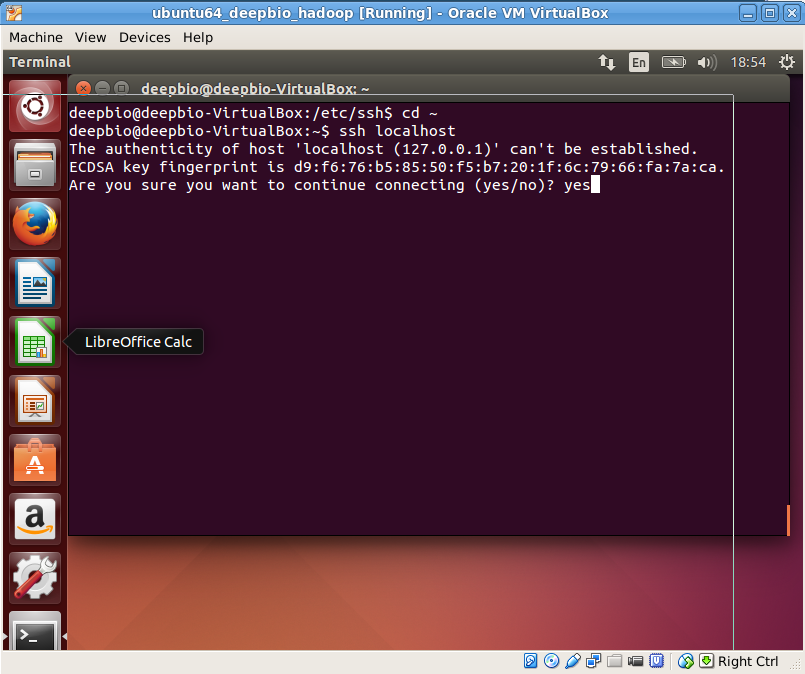 ubuntu64_deepbio_hadoop [Running] - Oracle VM VirtualBox
Machine View Devices Help
Terminal En 18:54
deepbio@deepbio-VirtualBox: ~
deepbio@deepbio-VirtualBox:/etc/ssh$ cd ~
deepbio@deepbio-VirtualBox:~$ ssh localhost
The authenticity of host 'localhost (127.0.0.1)' can't be established.
ECDSA key fingerprint is d9:f6:76:b5:85:50:f5:b7:20:1f:6c:79:66:fa:7a:ca.
Are you sure you want to continue connecting (yes/no)? yes
LibreOffice Calc
A
a
>_
Right Ctrl